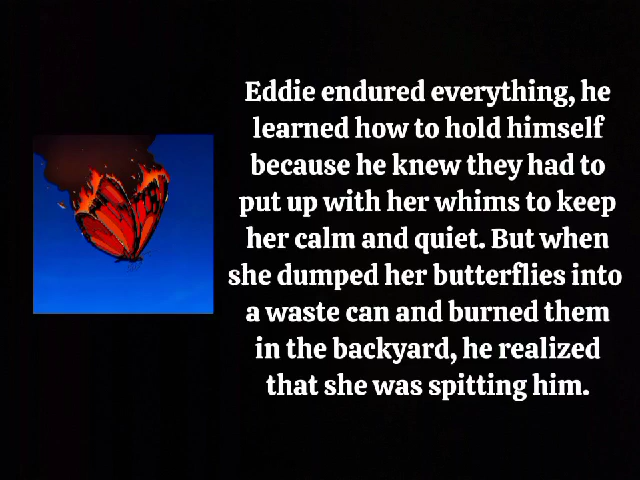 Eddie endured everything, he
learned how to hold himself
because he knew they had to
put up with her whims to keep
her calm and quiet. But when
she dumped her butterflies into
a waste can and burned them
in the backyard, he realized
that she was spitting him.